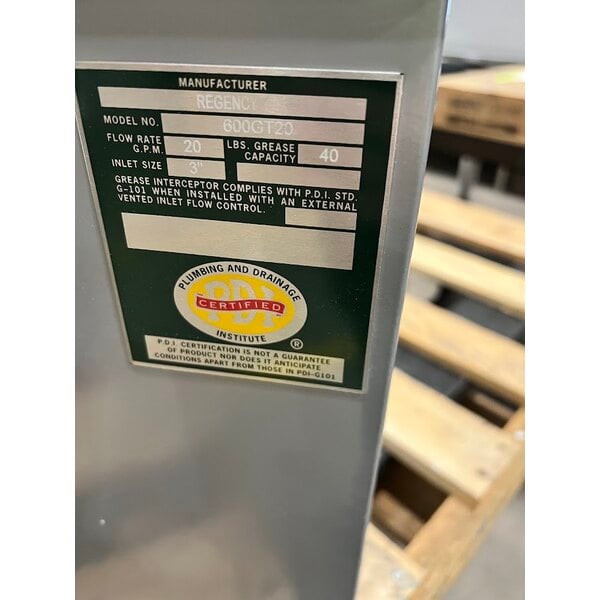 MANUFACTURER
REGENCY
MODEL NO. 600GT20
FLOW RATE G.P.M. 20 LBS. GREASE CAPACITY 40
INLET SIZE 3"
GREASE INTERCEPTOR COMPLIES WITH P.D.I. STD.
G-101 WHEN INSTALLED WITH AN EXTERNAL
VENTED INLET FLOW CONTROL.
PLUMBING AND DRAINAGE
PDI
CERTIFIED
INSTITUTE
®
P.D.I. CERTIFICATION IS NOT A GUARANTEE
OF PRODUCT NOR DOES IT ANTICIPATE
CONDITIONS APART FROM THOSE IN PDI-G101